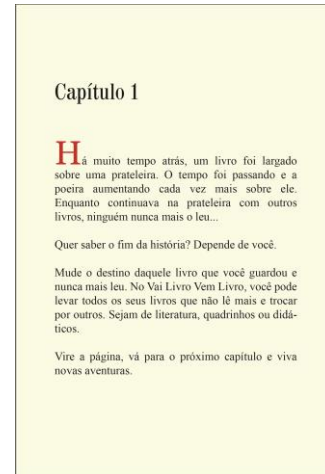 Capítulo 1
Há muito tempo atrás, um livro foi largado
sobre uma prateleira. O tempo foi passando e a
poeira aumentando cada vez mais sobre ele.
Enquanto continuava na prateleira com outros
livros, ninguém nunca mais o leu...
Quer saber o fim da história? Depende de você.
Mude o destino daquele livro que você guardou e
nunca mais leu. No Vai Livro Vem Livro, você pode
levar todos os seus livros que não lê mais e trocar
por outros. Sejam de literatura, quadrinhos ou didá-
ticos.
Vire a página, vá para o próximo capítulo e viva
novas aventuras.